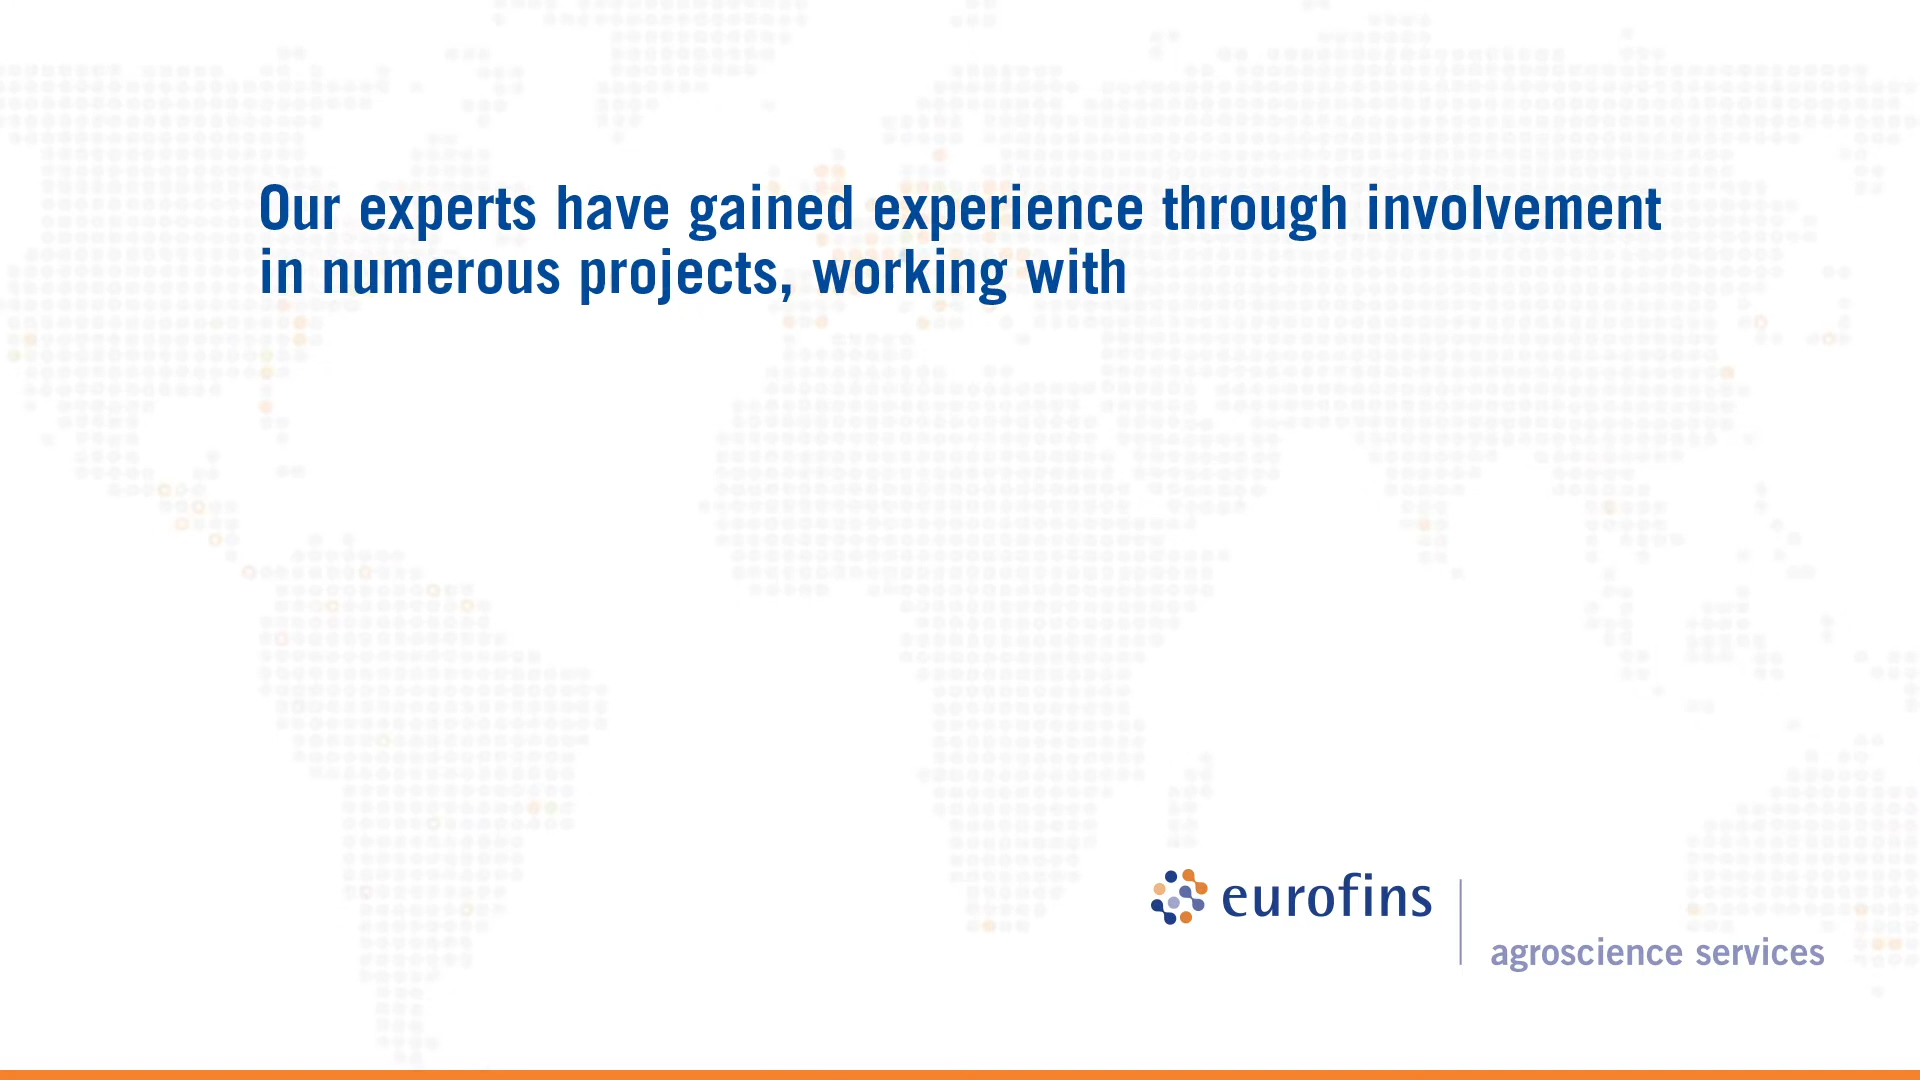 Our experts have gained experience through involvement
in numerous projects, working with
eurofins
agroscience services